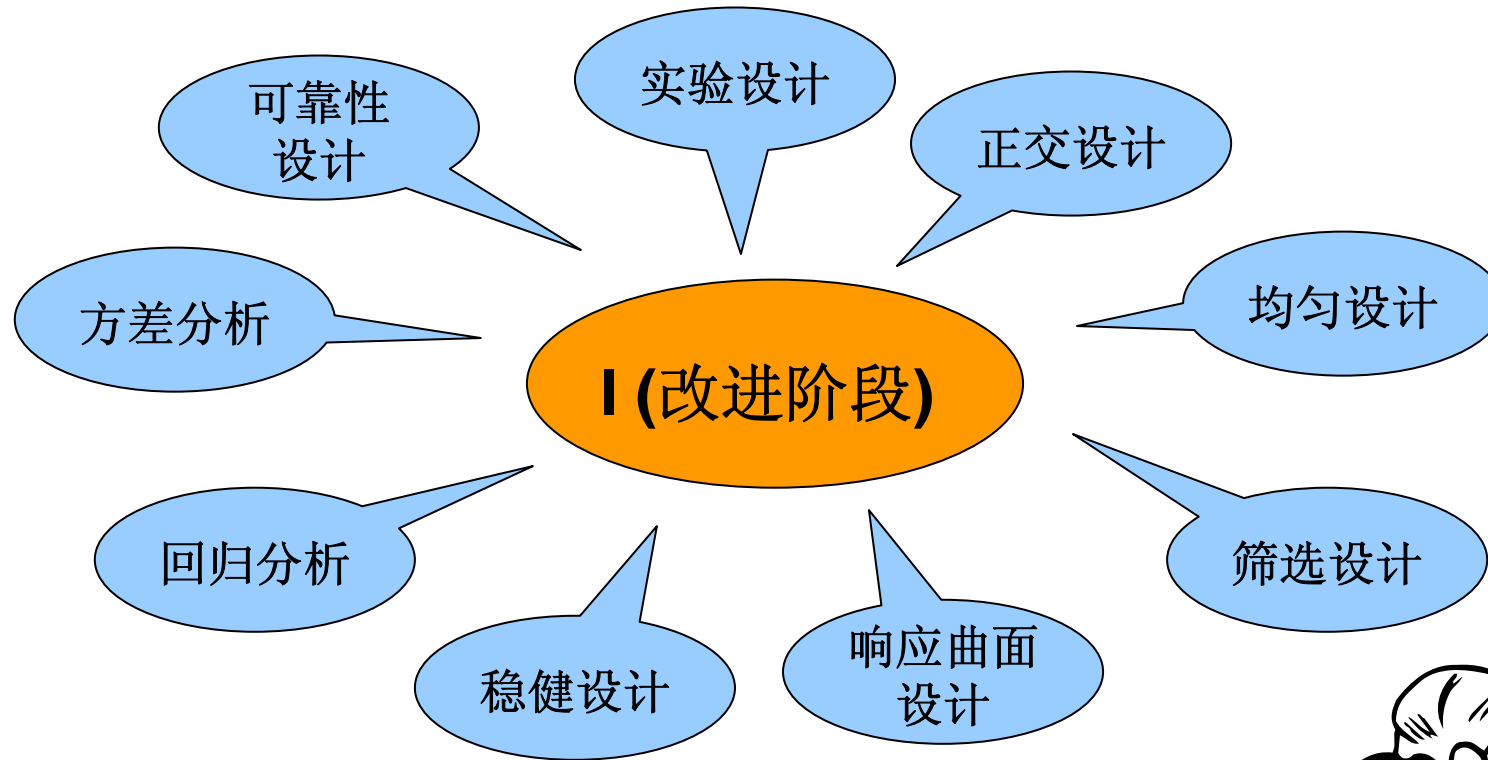 实验设计
可靠性
设计
正交设计
方差分析
均匀设计
I (改进阶段)
回归分析
筛选设计
稳健设计
响应曲面
设计